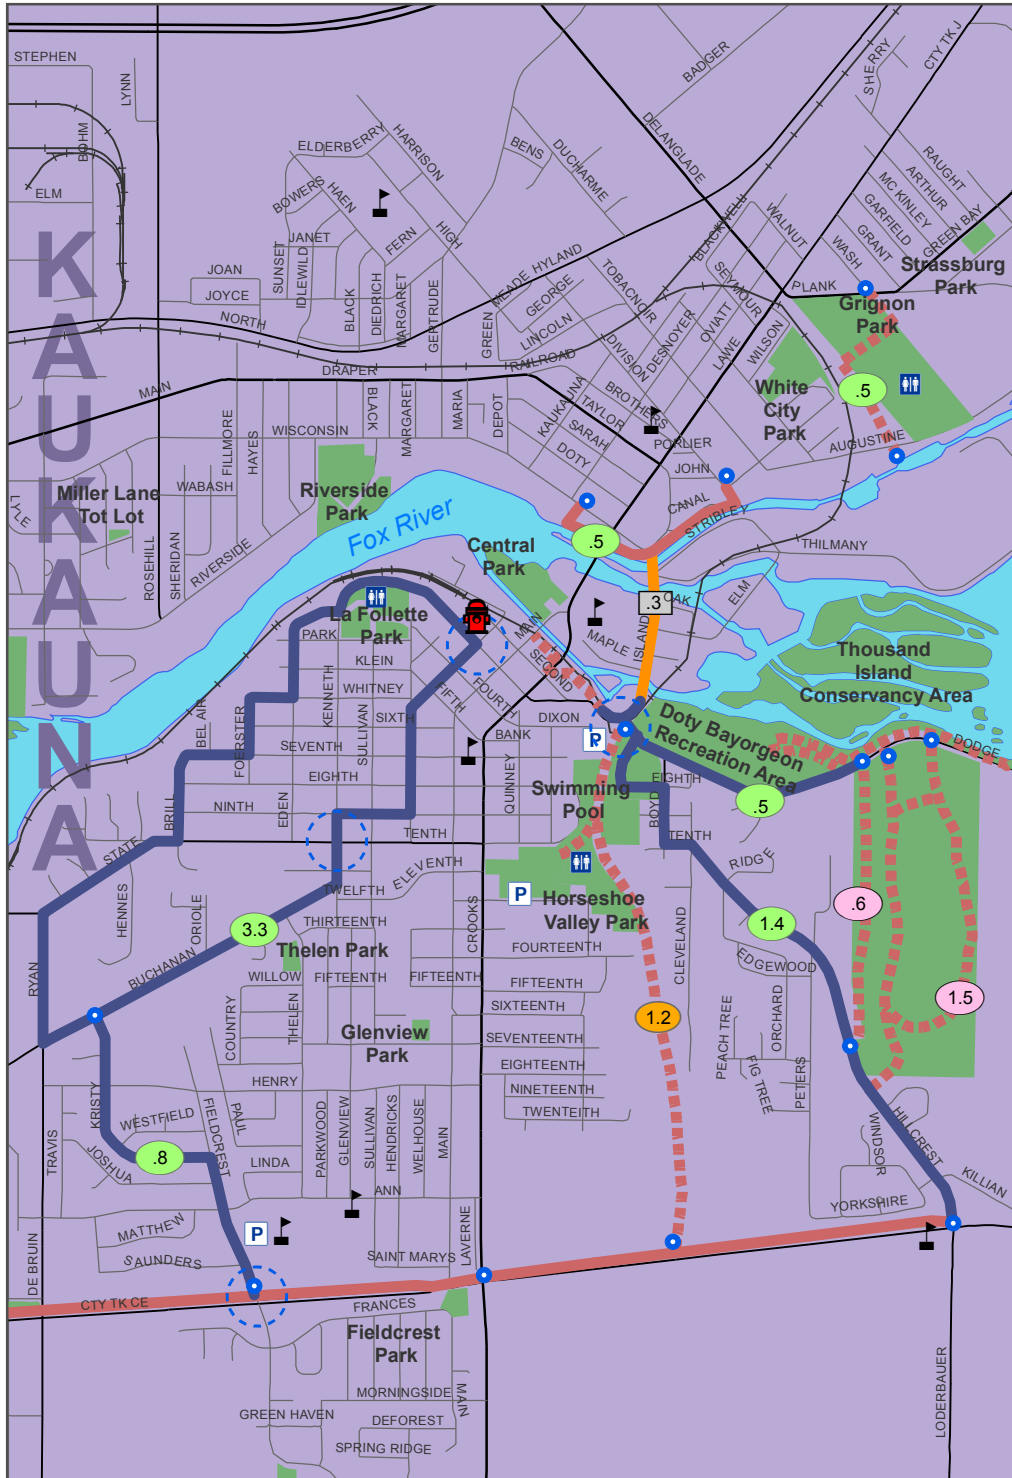 STEPHEN
LYNN
BOHM
ELM
KAUKAUNA
BADGER
SHERRY
CTY TK J
DELANGLADE
ELDERBERRY
HARRISON
BENS
DUCHARME
BOWERS
HAEN
FERN
HIGH
JANET
SUNSET
IDLEWILD
BLACK
DIEDRICH
MARGARET
GERTRUDE
JOAN
JOYCE
NORTH
MEADE
HYLAND
GEORGE
LINCOLN
GREEN
TOBACNOIR
BLACKWELL
WALNUT
SEYMOUR
RAUGHT
ARTHUR
MC KINLEY
GARFIELD
GRANT
WASH
GREEN BAY
Strassburg
Park
PLANK
Grignon
Park
DRAPER
RAILROAD
DIVISION
DESNOYER
OVIATT
LAWE
WILSON
White
City
Park
.5
AUGUSTINE
MAIN
FILLMORE
HAYES
WISCONSIN
BLACK
MARGARET
MARIA
DEPOT
KAUKAUNA
BROTHERS
TAYLOR
SARAH
DOTY
PORLIER
JOHN
CANAL
STRIBLEY
THILMANY
LYLE
Miller Lane
Tot Lot
WABASH
Riverside
Park
Fox River
ROSEHILL
SHERIDAN
RIVERSIDE
Central
Park
.5
.3
OAK
ELM
MAPLE
ISLAND
MAIN
SECOND
La Follette
Park
PARK
KLEIN
WHITNEY
KENNETH
SULLIVAN
SIXTH
FIFTH
FOURTH
DIXON
BANK
Thousand
Island
Conservancy Area
Doty Bayorgeon
Recreation Area
DODGE
BEL AIR
FOERSTER
SEVENTH
EIGHTH
NINTH
EDEN
BRILL
STATE
TENTH
QUINNEY
P
Swimming
Pool
EIGHTH
BOYD
TENTH
.5
RIDGE
HENNES
ORIOLE
RYAN
BUCHANAN
TWELFTH
ELEVENTH
THIRTEENTH
3.3
Thelen Park
CROOKS
P
Horseshoe
Valley Park
CLEVELAND
1.4
.6
1.5
EDGEWOOD
FOURTEENTH
WILLOW
FIFTEENTH
FIFTEENTH
FIFTEENTH
SIXTEENTH
SEVENTEENTH
EIGHTEENTH
NINETEENTH
TWENTEITH
1.2
COUNTRY
THELEN
Glenview
Park
PEACH TREE
FIG TREE
ORCHARD
PETERS
HENRY
KRISTY
WESTFIELD
FIELDCREST
PAUL
PARKWOOD
GLENVIEW
SULLIVAN
HENDRICKS
WELHOUSE
MAIN
TRAVIS
JOSHUA
.8
LINDA
ANN
WINDSOR
HILLCREST
KILLIAN
YORKSHIRE
MATTHEW
SAUNDERS
P
DE BRUIN
SAINT MARYS
LAVERNE
CTY TK CE
FRANCES
Fieldcrest
Park
MORNINGSIDE
MAIN
GREEN HAVEN
DEFOREST
SPRING RIDGE
LODERBAUER